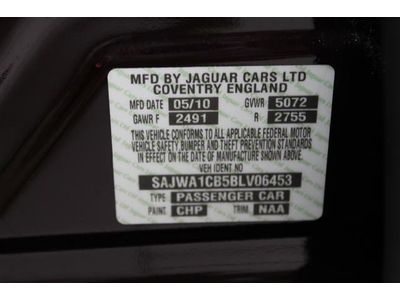 MFD BY JAGUAR CARS LTD
COVENTRY ENGLAND
MFD DATE 05/10 GVWR 5072
GAWR F 2491 R 2755
THIS VEHICLE CONFORMS TO ALL APPLICABLE FEDERAL MOTOR
VEHICLE SAFETY,BUMPER,AND THEFT PREVENTION STANDARDS
IN EFFECT ON THE DATE OF MANUFACTURE SHOWN ABOVE
VEH IDENT NO
SAJWA1CB5BLV06453
TYPE PASSENGER CAR
PAINT CHP TRIM NAA